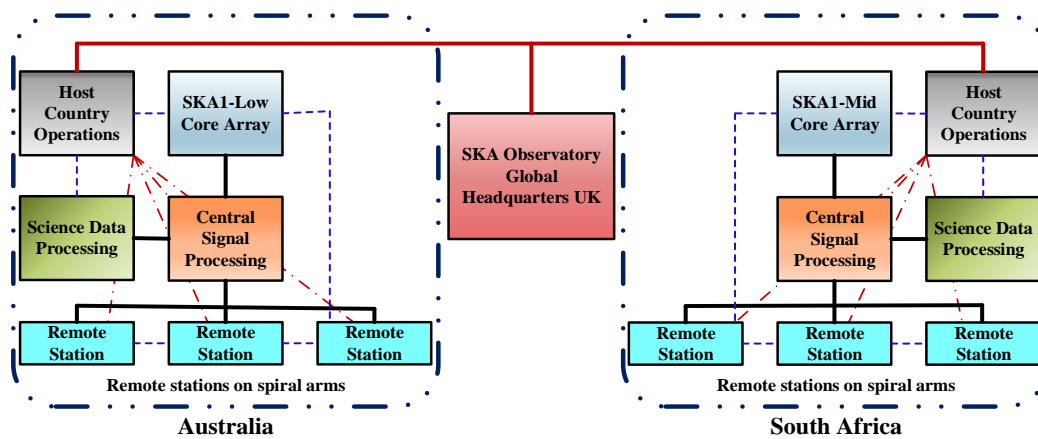 Host
Country
Operations
SKA1-Low
Core Array
SKA Observatory
Global
Headquarters UK
SKA1-Mid
Core Array
Host
Country
Operations
Science Data
Processing
Central
Signal
Processing
Central
Signal
Processing
Science Data
Processing
Remote
Station
Remote
Station
Remote
Station
Remote
Station
Remote
Station
Remote
Station
Remote stations on spiral arms
Remote stations on spiral arms
Australia
South Africa